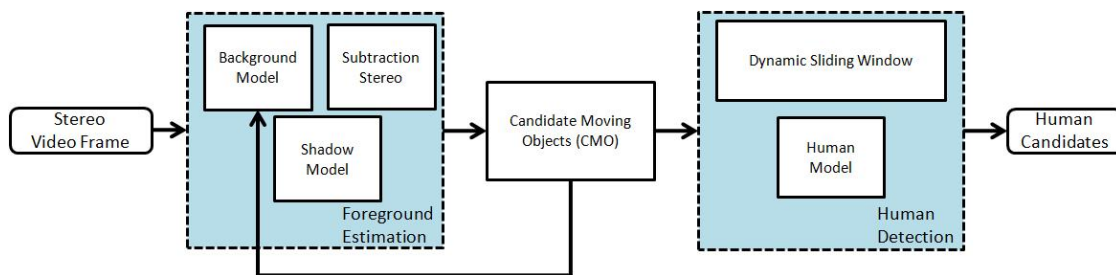 Stereo
Video Frame
Background
Model
Subtraction
Stereo
Shadow
Model
Foreground
Estimation
Candidate Moving
Objects (CMO)
Dynamic Sliding Window
Human
Model
Human
Detection
Human
Candidates